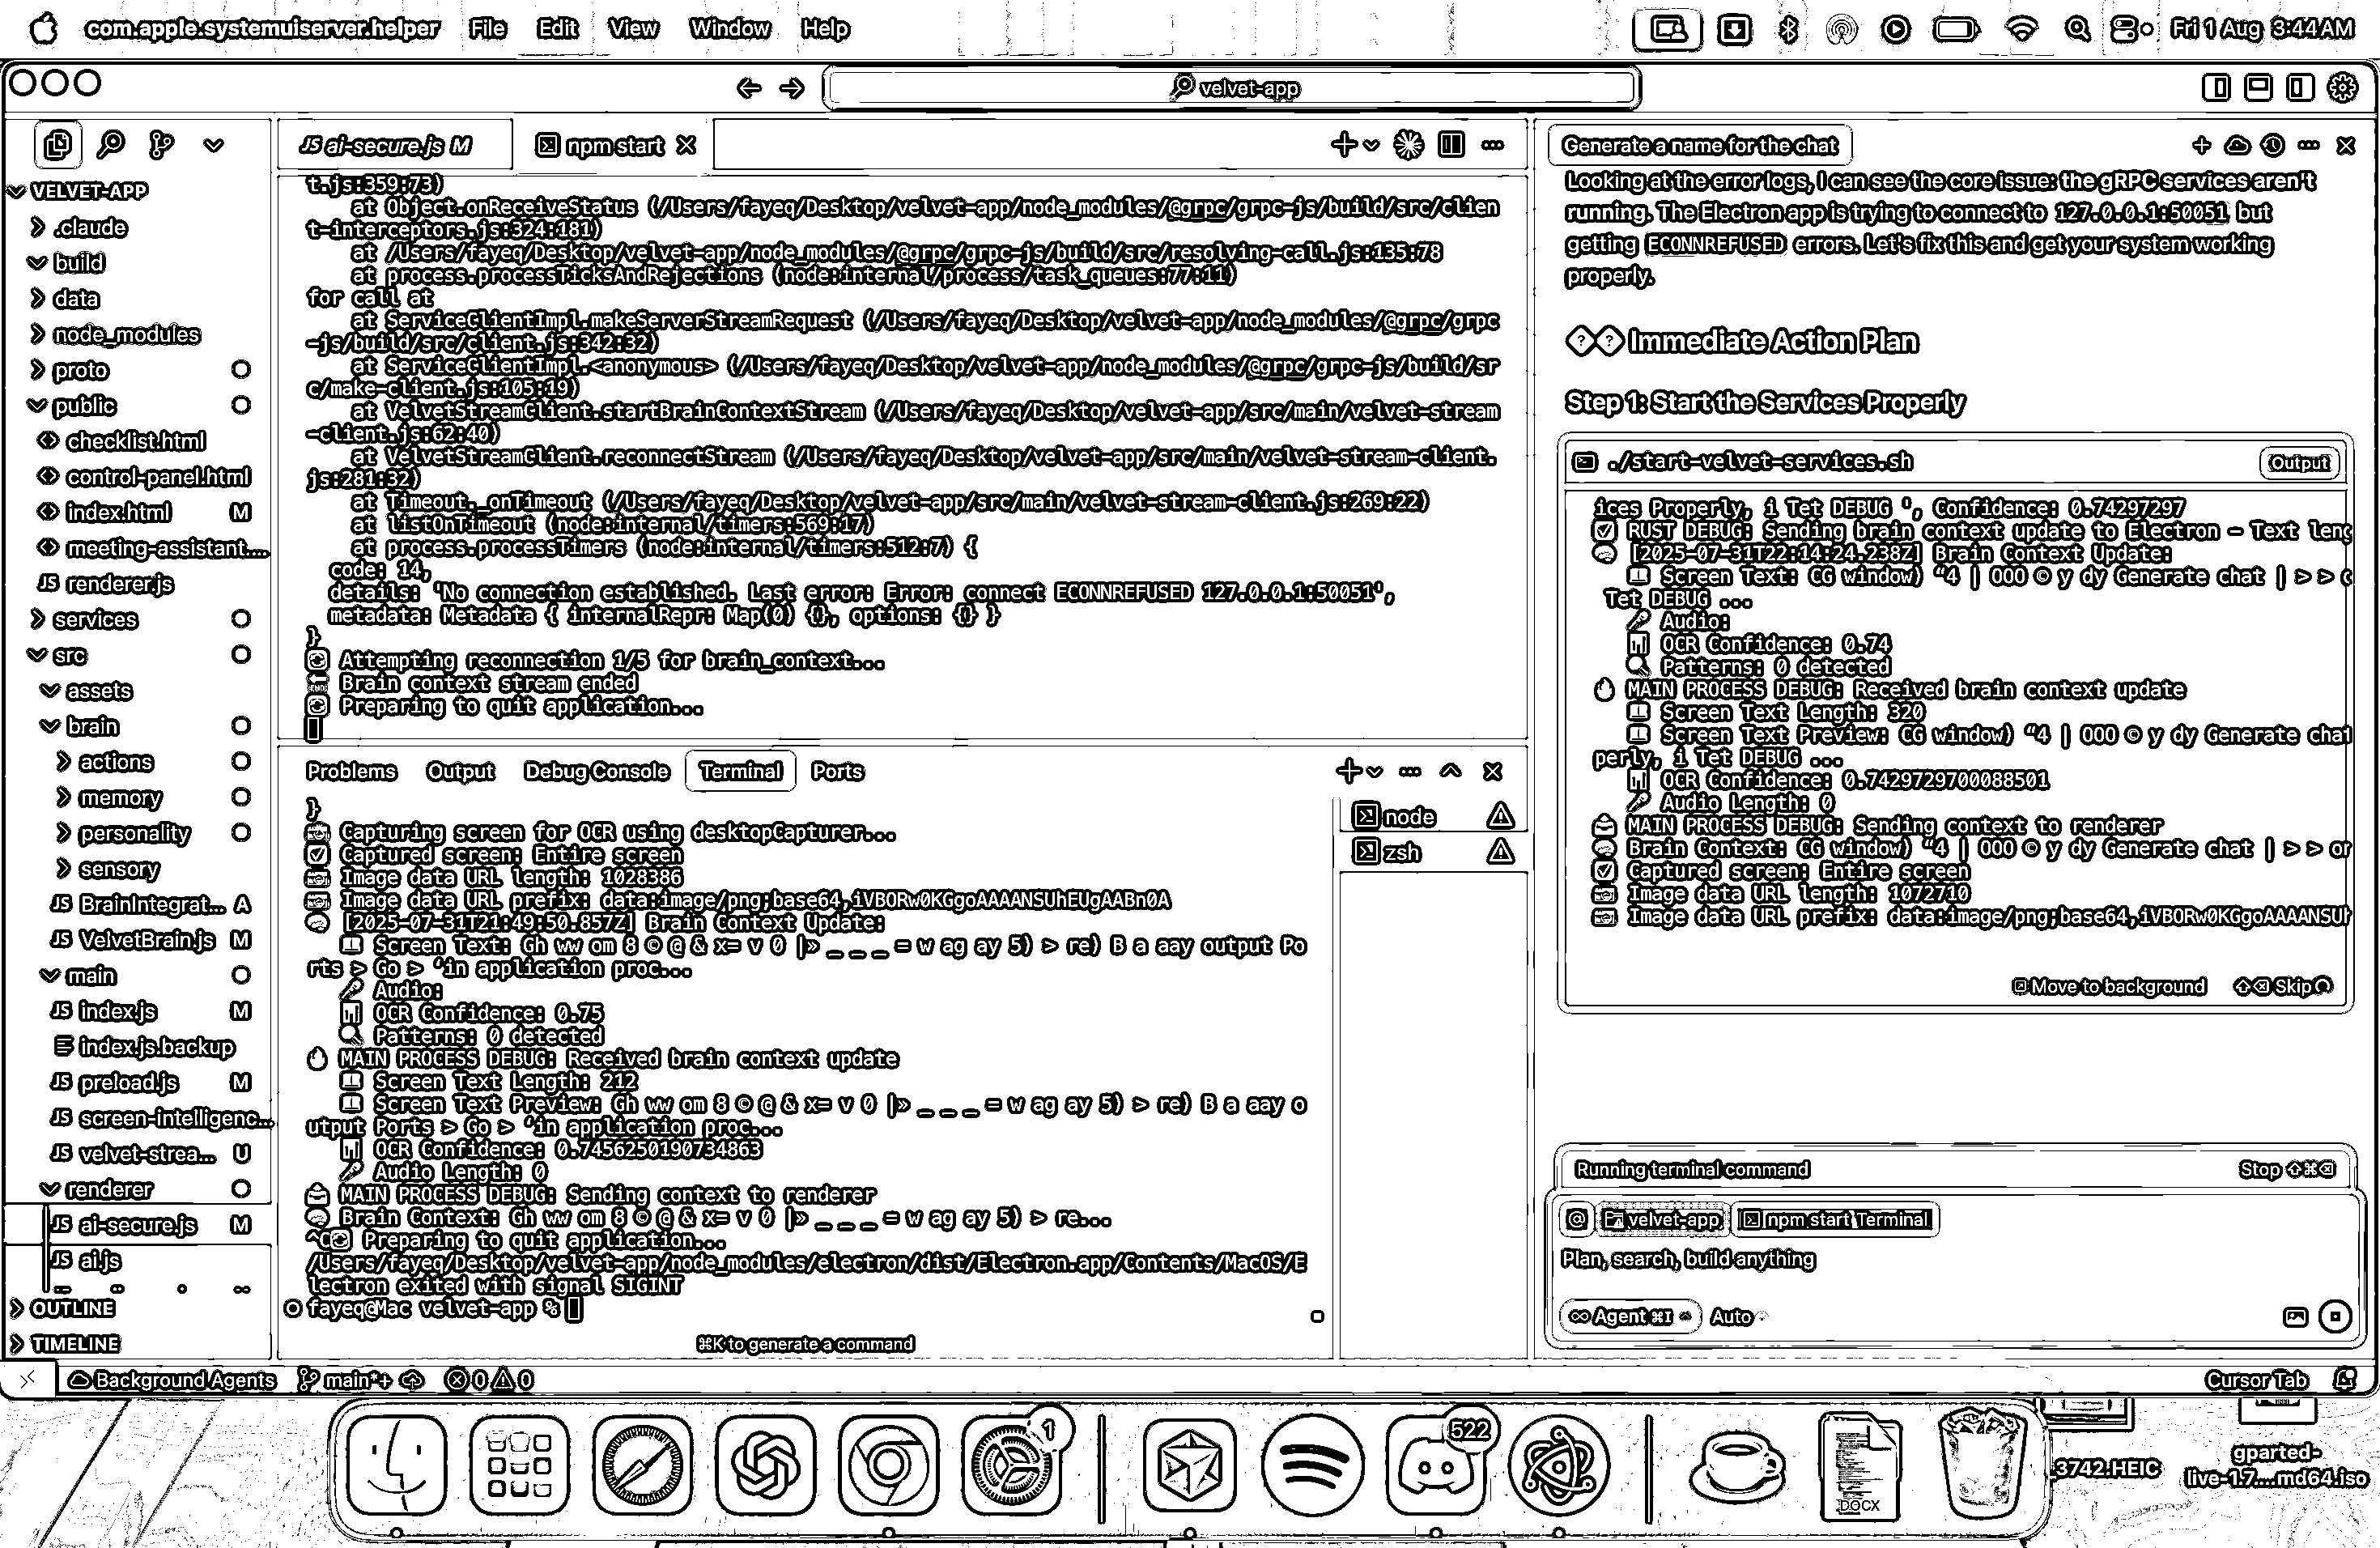 com.apple.systemuiserver.helper File Edit View Window Help Fri 1 Aug 3:44AM
velvet-app
VELVET-APP
.claude
build
data
node_modules
proto
public
checklist.html
control-panel.html
index.html M
meeting-assistant....
JS renderer.js
services
src
assets
brain
actions
memory
personality
sensory
JS BrainIntegrat... A
JS VelvetBrain.js M
main
JS index.js M
index.js.backup
JS preload.js M
JS screen-intelligenc...
JS velvet-strea... U
renderer
JS ai-secure.js M
JS ai.js
OUTLINE
TIMELINE
JS ai-secure.js M npm start
t.js:359:73)
at Object.onReceiveStatus (/Users/fayeq/Desktop/velvet-app/node_modules/@grpc/grpc-js/build/src/clien
t-interceptors.js:324:181)
at /Users/fayeq/Desktop/velvet-app/node_modules/@grpc/grpc-js/build/src/resolving-call.js:135:78
at process.processTicksAndRejections (node:internal/process/task_queues:77:11)
for call at
at ServiceClientImpl.makeServerStreamRequest (/Users/fayeq/Desktop/velvet-app/node_modules/@grpc/grpc
-js/build/src/client.js:342:32)
at ServiceClientImpl.<anonymous> (/Users/fayeq/Desktop/velvet-app/node_modules/@grpc/grpc-js/build/sr
c/make-client.js:105:19)
at VelvetStreamClient.startBrainContextStream (/Users/fayeq/Desktop/velvet-app/src/main/velvet-stream
-client.js:62:40)
at VelvetStreamClient.reconnectStream (/Users/fayeq/Desktop/velvet-app/src/main/velvet-stream-client.
js:281:32)
at Timeout._onTimeout (/Users/fayeq/Desktop/velvet-app/src/main/velvet-stream-client.js:269:22)
at listOnTimeout (node:internal/timers:569:17)
at process.processTimers (node:internal/timers:512:7) {
code: 14,
details: 'No connection established. Last error: Error: connect ECONNREFUSED 127.0.0.1:50051',
metadata: Metadata { internalRepr: Map(0) {}, options: {} }
}
Attempting reconnection 1/5 for brain_context...
Brain context stream ended
Preparing to quit application...
Problems Output Debug Console Terminal Ports
}
Capturing screen for OCR using desktopCapturer...
Captured screen: Entire screen
Image data URL length: 1028386
Image data URL prefix: data:image/png;base64,iVBORw0KGgoAAAANSUhEUgAABn0A
[2025-07-31T21:49:50.857Z] Brain Context Update:
Screen Text: Gh ww om 8 © @ & x= v 0 |» _ _ _ = w ag ay 5) > re) B a aay output Po
rts > Go > ‘in application proc...
Audio:
OCR Confidence: 0.75
Patterns: 0 detected
MAIN PROCESS DEBUG: Received brain context update
Screen Text Length: 212
Screen Text Preview: Gh ww om 8 © @ & x= v 0 |» _ _ _ = w ag ay 5) > re) B a aay o
utput Ports > Go > ‘in application proc...
OCR Confidence: 0.7456250190734863
Audio Length: 0
MAIN PROCESS DEBUG: Sending context to renderer
Brain Context: Gh ww om 8 © @ & x= v 0 |» _ _ _ = w ag ay 5) > re...
^C Preparing to quit application...
/Users/fayeq/Desktop/velvet-app/node_modules/electron/dist/Electron.app/Contents/MacOS/E
lectron exited with signal SIGINT
fayeq@Mac velvet-app %
⌘K to generate a command
node
zsh
Generate a name for the chat
Looking at the error logs, I can see the core issue: the gRPC services aren't
running. The Electron app is trying to connect to 127.0.0.1:50051 but
getting ECONNREFUSED errors. Let's fix this and get your system working
properly.
Immediate Action Plan
Step 1: Start the Services Properly
./start-velvet-services.sh Output
ices Properly, i Tet DEBUG ', Confidence: 0.74297297
RUST DEBUG: Sending brain context update to Electron - Text leng
[2025-07-31T22:14:24.238Z] Brain Context Update:
Screen Text: CG window) “4 | 000 © y dy Generate chat | > > o
Tet DEBUG ...
Audio:
OCR Confidence: 0.74
Patterns: 0 detected
MAIN PROCESS DEBUG: Received brain context update
Screen Text Length: 320
Screen Text Preview: CG window) “4 | 000 © y dy Generate chat
perly, i Tet DEBUG ...
OCR Confidence: 0.7429729700088501
Audio Length: 0
MAIN PROCESS DEBUG: Sending context to renderer
Brain Context: CG window) “4 | 000 © y dy Generate chat | > > or
Captured screen: Entire screen
Image data URL length: 1072710
Image data URL prefix: data:image/png;base64,iVBORw0KGgoAAAANSUh
Move to background ⇧⌫ Skip
Running terminal command Stop ⇧⌘⌫
@ velvet-app npm start Terminal
Plan, search, build anything
∞ Agent ⌘I Auto
Background Agents main*+ 0 0 Cursor Tab
1
522
DOCX
3742.HEIC
gparted-
live-1.7....md64.iso